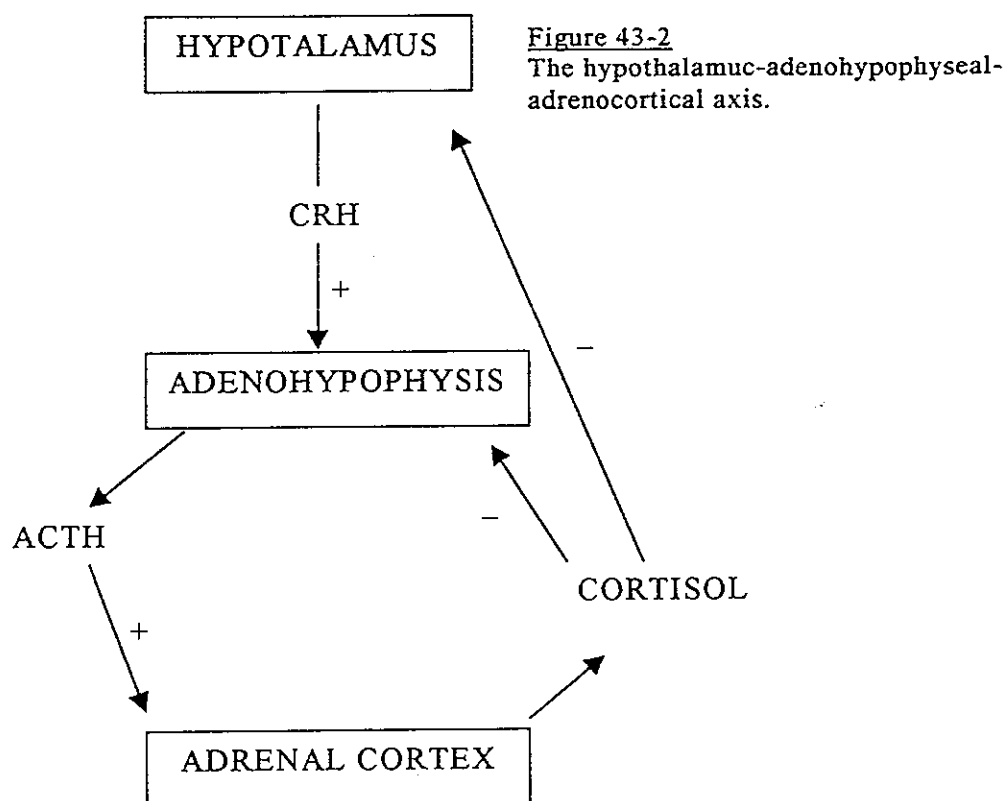 HYPOTALAMUS
Figure 43-2
The hypothalamuc-adenohypophyseal-
adrenocortical axis.
CRH
+
–
ADENOHYPOPHYSIS
–
ACTH
CORTISOL
+
ADRENAL CORTEX